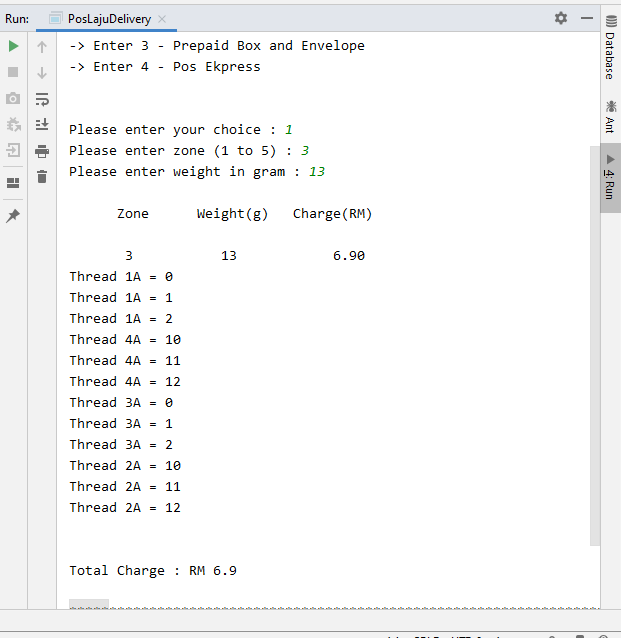 Run: PosLajuDelivery
-> Enter 3 - Prepaid Box and Envelope
-> Enter 4 - Pos Ekpress
Please enter your choice : 1
Please enter zone (1 to 5) : 3
Please enter weight in gram : 13
Zone Weight(g) Charge(RM)
3 13 6.90
Thread 1A = 0
Thread 1A = 1
Thread 1A = 2
Thread 4A = 10
Thread 4A = 11
Thread 4A = 12
Thread 3A = 0
Thread 3A = 1
Thread 3A = 2
Thread 2A = 10
Thread 2A = 11
Thread 2A = 12
Total Charge : RM 6.9
Database
Ant
4: Run